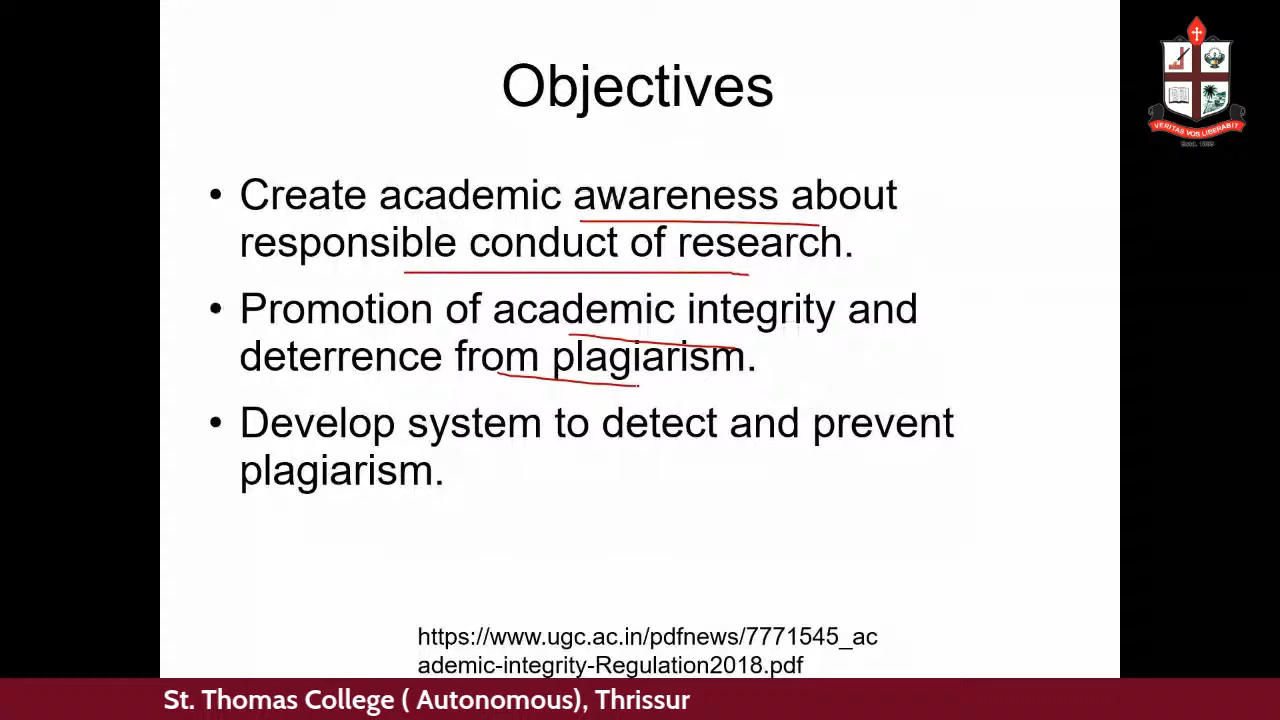 Objectives
• Create academic awareness about
responsible conduct of research.
• Promotion of academic integrity and
deterrence from plagiarism.
• Develop system to detect and prevent
plagiarism.
https://www.ugc.ac.in/pdfnews/7771545_ac
ademic-integrity-Regulation2018.pdf
St. Thomas College ( Autonomous), Thrissur
VERITAS VOS LIBERABIT